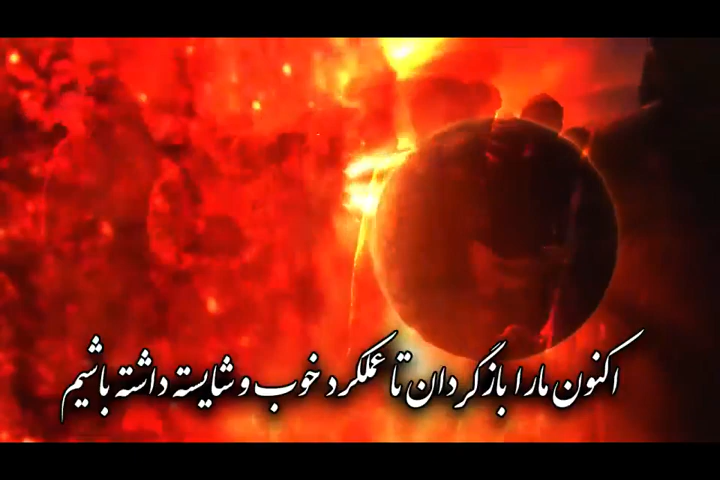 اکنون ما را بازگردان تا عملکرد خوب و شایسته داشته باشیم